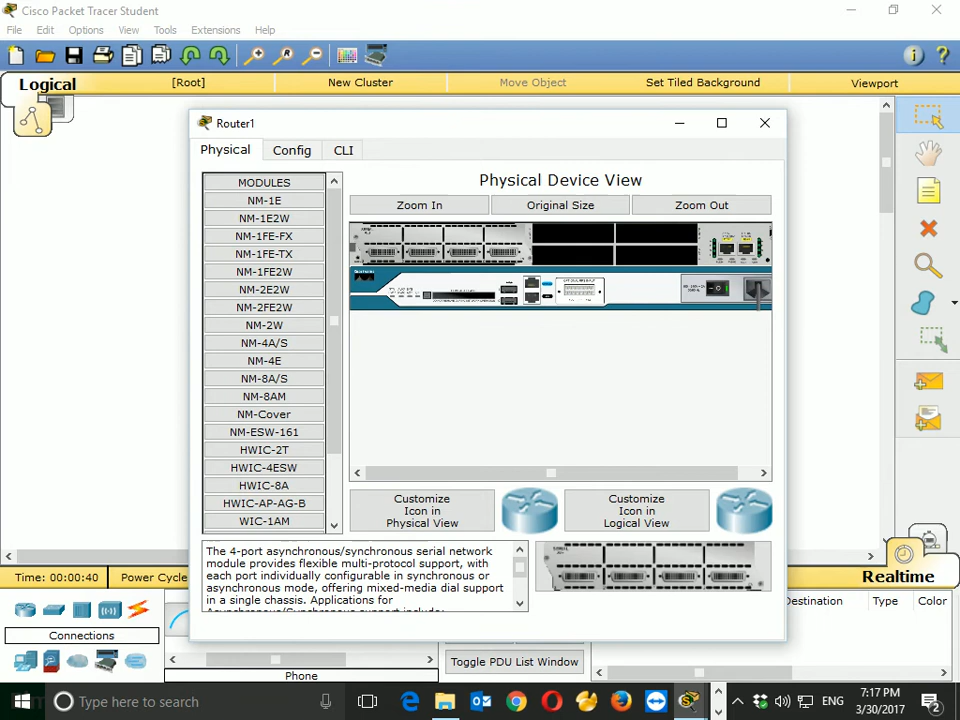 Cisco Packet Tracer Student
File Edit Options View Tools Extensions Help
Logical [Root] New Cluster Move Object Set Tiled Background Viewport
Router1
Physical Config CLI
MODULES
NM-1E
NM-1E2W
NM-1FE-FX
NM-1FE-TX
NM-1FE2W
NM-2E2W
NM-2FE2W
NM-2W
NM-4A/S
NM-4E
NM-8A/S
NM-8AM
NM-Cover
NM-ESW-161
HWIC-2T
HWIC-4ESW
HWIC-8A
HWIC-AP-AG-B
WIC-1AM
Physical Device View
Zoom In Original Size Zoom Out
Customize
Icon in
Physical View
Customize
Icon in
Logical View
The 4-port asynchronous/synchronous serial network
module provides flexible multi-protocol support, with
each port individually configurable in synchronous or
asynchronous mode, offering mixed-media dial support
in a single chassis. Applications for
Asynchronous/Synchronous support include:
Time: 00:00:40 Power Cycle
Realtime
Connections
Phone
Toggle PDU List Window
Destination Type Color
Type here to search
ENG
7:17 PM
3/30/2017
2